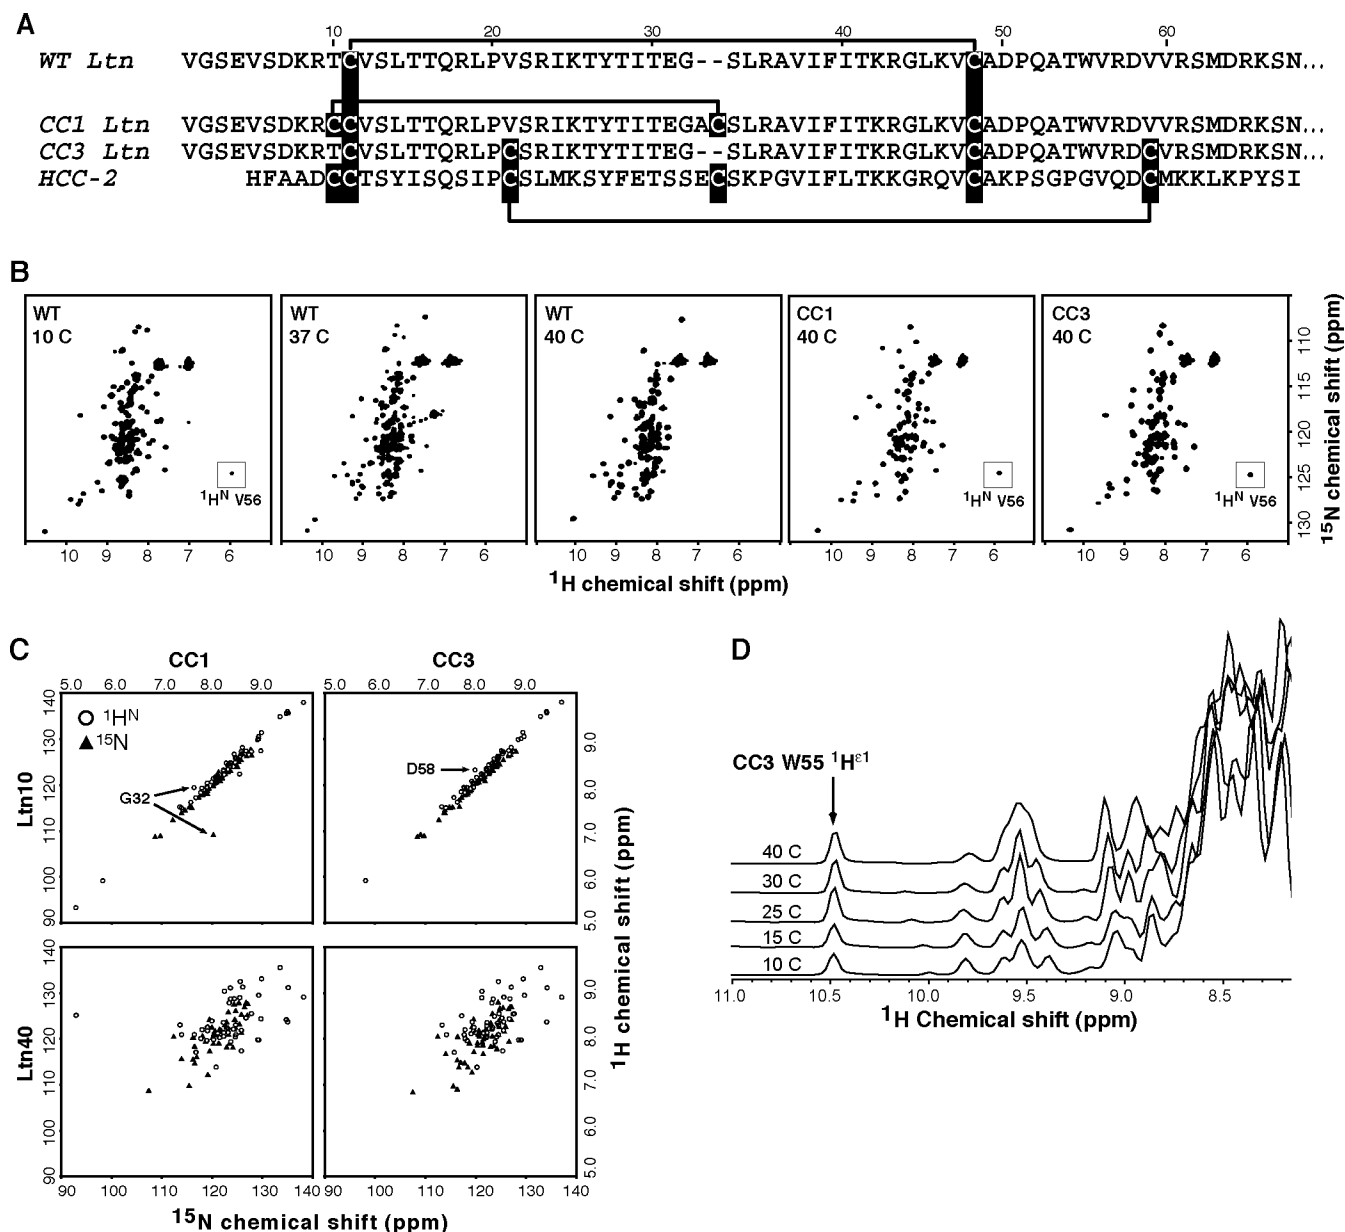 A
10 20 30 40 50 60
WT Ltn VGSEVSDKRTCVSLTTQRLPVSRIKTYTITEG--SLRAVIFITKRGLKVCADPQATWVRDVVRSMDRKSN...
CC1 Ltn VGSEVSDKRCCVSLTTQRLPVSRIKTYTITEGACSLRAVIFITKRGLKVCADPQATWVRDVVRSMDRKSN...
CC3 Ltn VGSEVSDKRTCVSLTTQRLPCSRIKTYTITEG--SLRAVIFITKRGLKVCADPQATWVRDCVRSMDRKSN...
HCC-2 HFAADCCTSYISQSIPCSLMKSYFETSSECSKPGVIFLTKKGRQVCAKPSGPGVQDCMKKLKPYSI
B
WT 10 C
WT 37 C
WT 40 C
CC1 40 C
CC3 40 C
¹Hᴺ V56
¹Hᴺ V56
¹Hᴺ V56
110
115
120
125
130
¹⁵N chemical shift (ppm)
10 9 8 7 6
10 9 8 7 6
10 9 8 7 6
10 9 8 7 6
10 9 8 7 6
¹H chemical shift (ppm)
C
CC1 CC3
5.0 6.0 7.0 8.0 9.0
5.0 6.0 7.0 8.0 9.0
¹Hᴺ
¹⁵N
G32
D58
Ltn10
140
130
120
110
100
90
9.0
8.0
7.0
6.0
5.0
Ltn40
140
130
120
110
100
90
9.0
8.0
7.0
6.0
5.0
¹H chemical shift (ppm)
90 100 110 120 130 140
90 100 110 120 130 140
¹⁵N chemical shift (ppm)
D
CC3 W55 ¹Hᵋ¹
40 C
30 C
25 C
15 C
10 C
11.0 10.5 10.0 9.5 9.0 8.5
¹H Chemical shift (ppm)